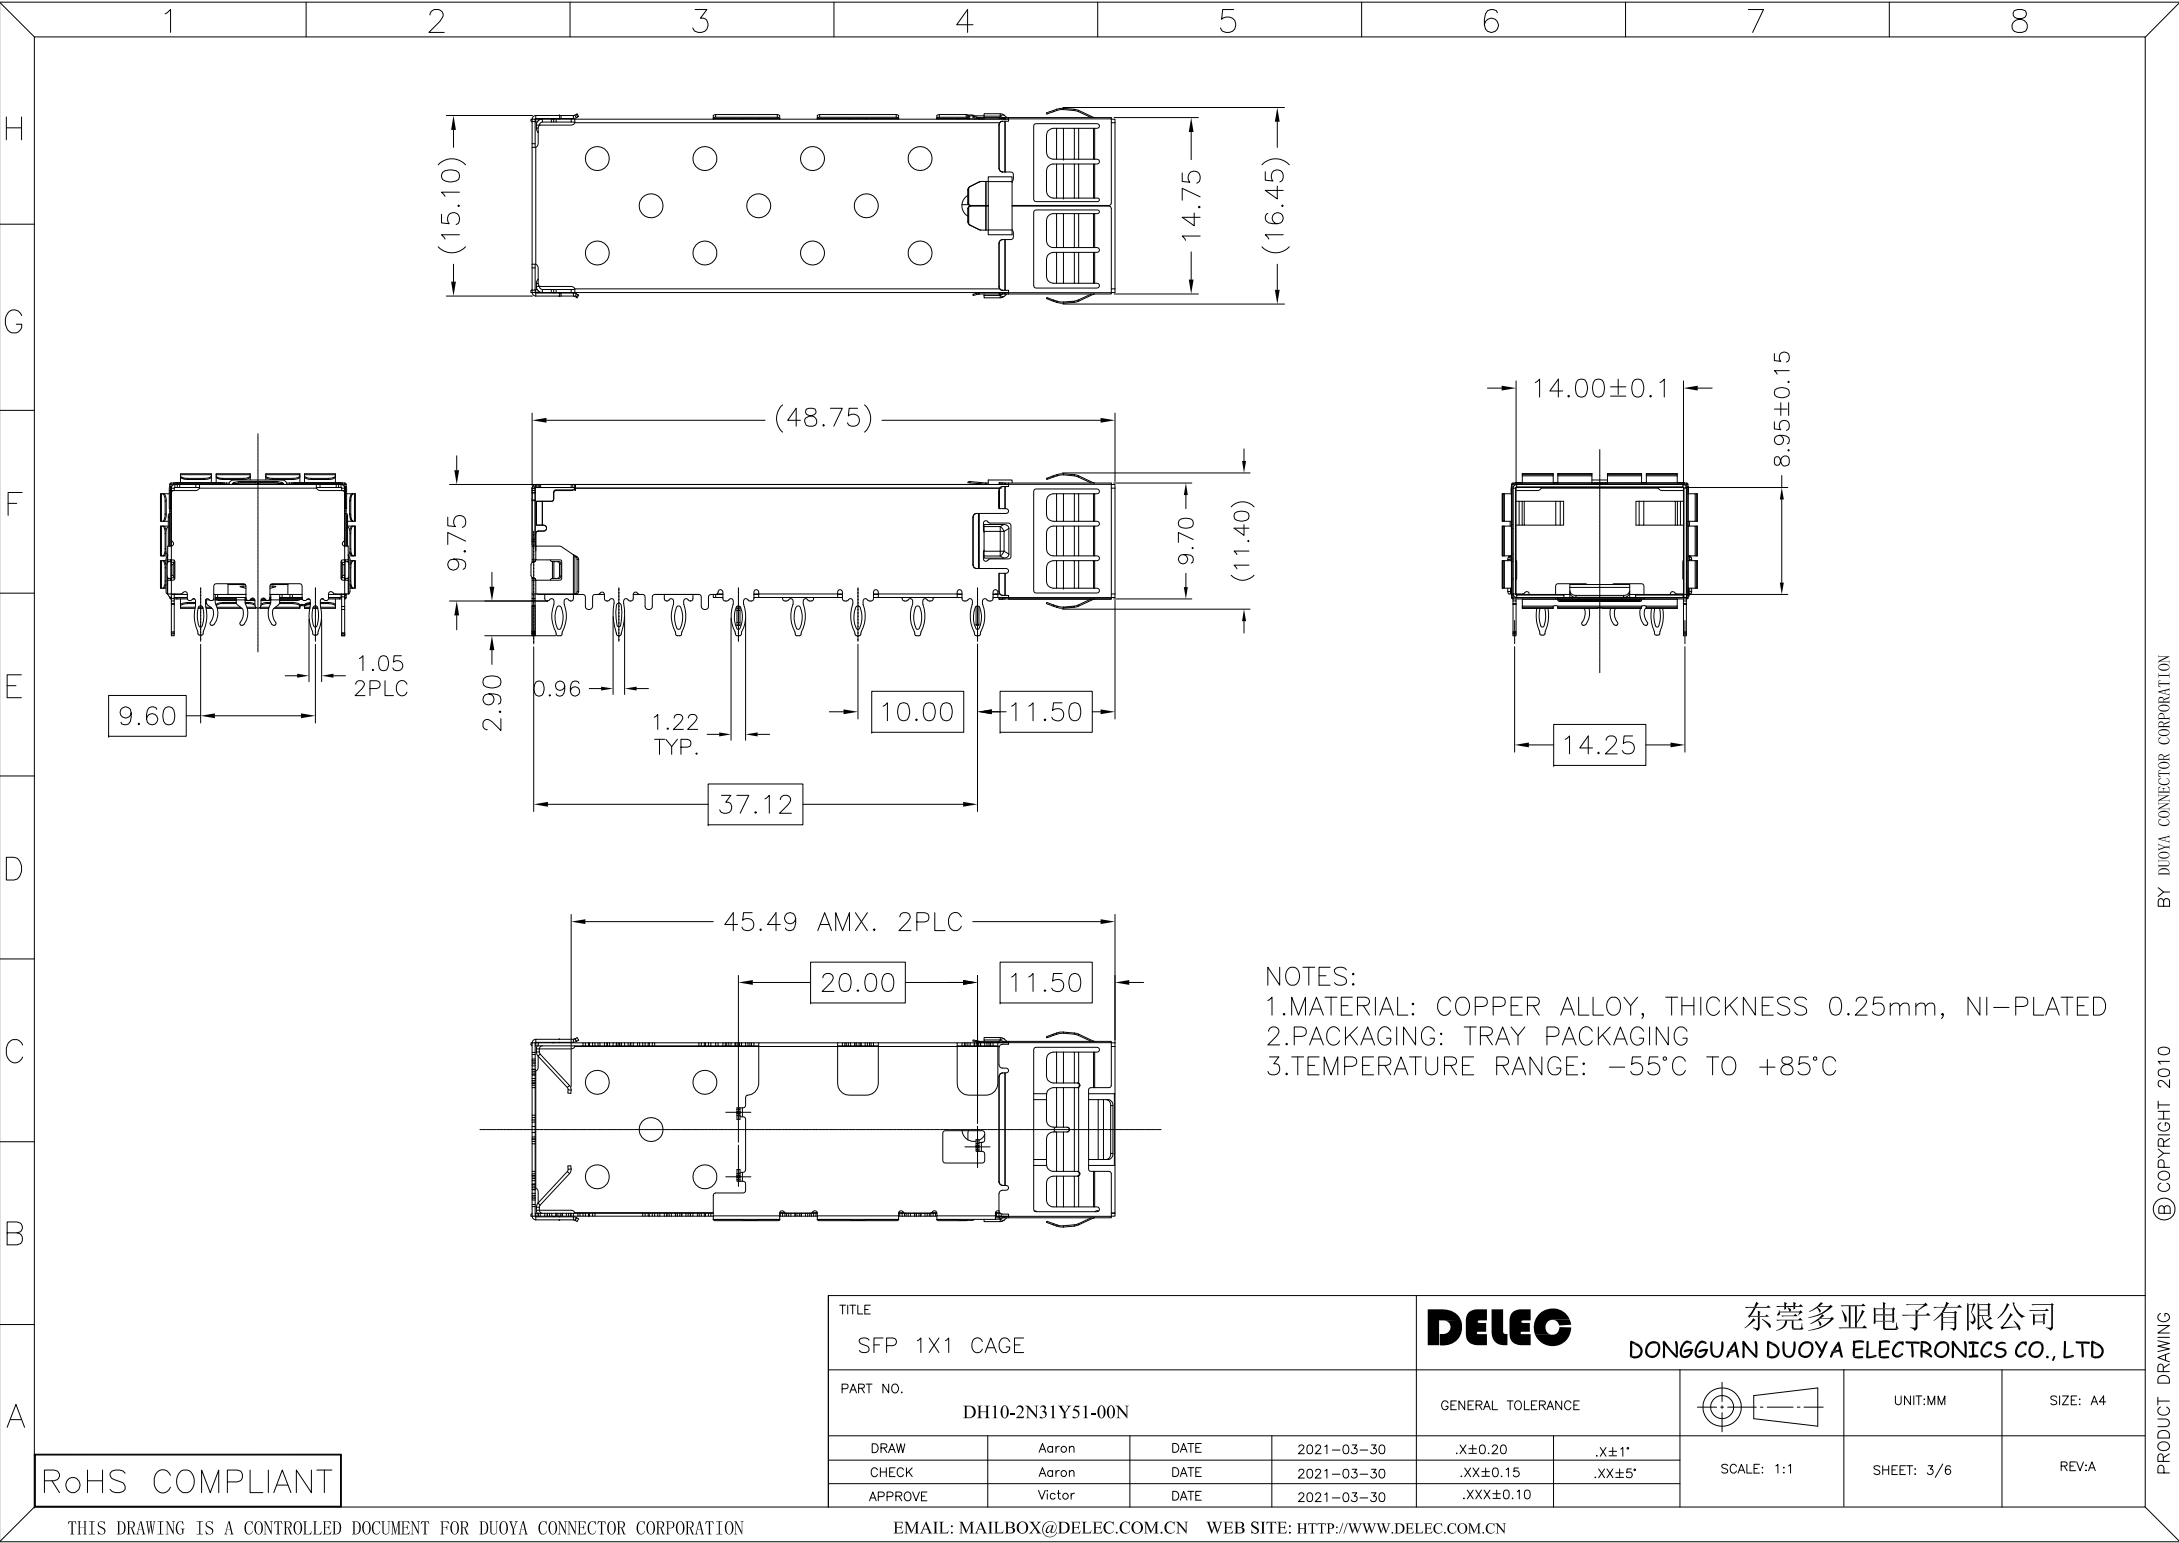 1 2 3 4 5 6 7 8
H
G
F
E
D
C
B
A
(15.10)
14.75
(16.45)
(48.75)
9.75
2.90
9.70
(11.40)
0.96
1.22
TYP.
10.00
11.50
37.12
1.05
2PLC
9.60
14.00±0.1
8.95±0.15
14.25
45.49 AMX. 2PLC
20.00
11.50
NOTES:
1.MATERIAL: COPPER ALLOY, THICKNESS 0.25mm, NI-PLATED
2.PACKAGING: TRAY PACKAGING
3.TEMPERATURE RANGE: -55°C TO +85°C
TITLE
SFP 1X1 CAGE
DELEC
东莞多亚电子有限公司
DONGGUAN DUOYA ELECTRONICS CO., LTD
PART NO.
DH10-2N31Y51-00N
GENERAL TOLERANCE
UNIT:MM
SIZE: A4
DRAW Aaron DATE 2021-03-30 .X±0.20 .X±1°
CHECK Aaron DATE 2021-03-30 .XX±0.15 .XX±5°
APPROVE Victor DATE 2021-03-30 .XXX±0.10
SCALE: 1:1
SHEET: 3/6
REV:A
RoHS COMPLIANT
THIS DRAWING IS A CONTROLLED DOCUMENT FOR DUOYA CONNECTOR CORPORATION
EMAIL: MAILBOX@DELEC.COM.CN WEB SITE: HTTP://WWW.DELEC.COM.CN
PRODUCT DRAWING
Ⓑ COPYRIGHT 2010
BY DUOYA CONNECTOR CORPORATION